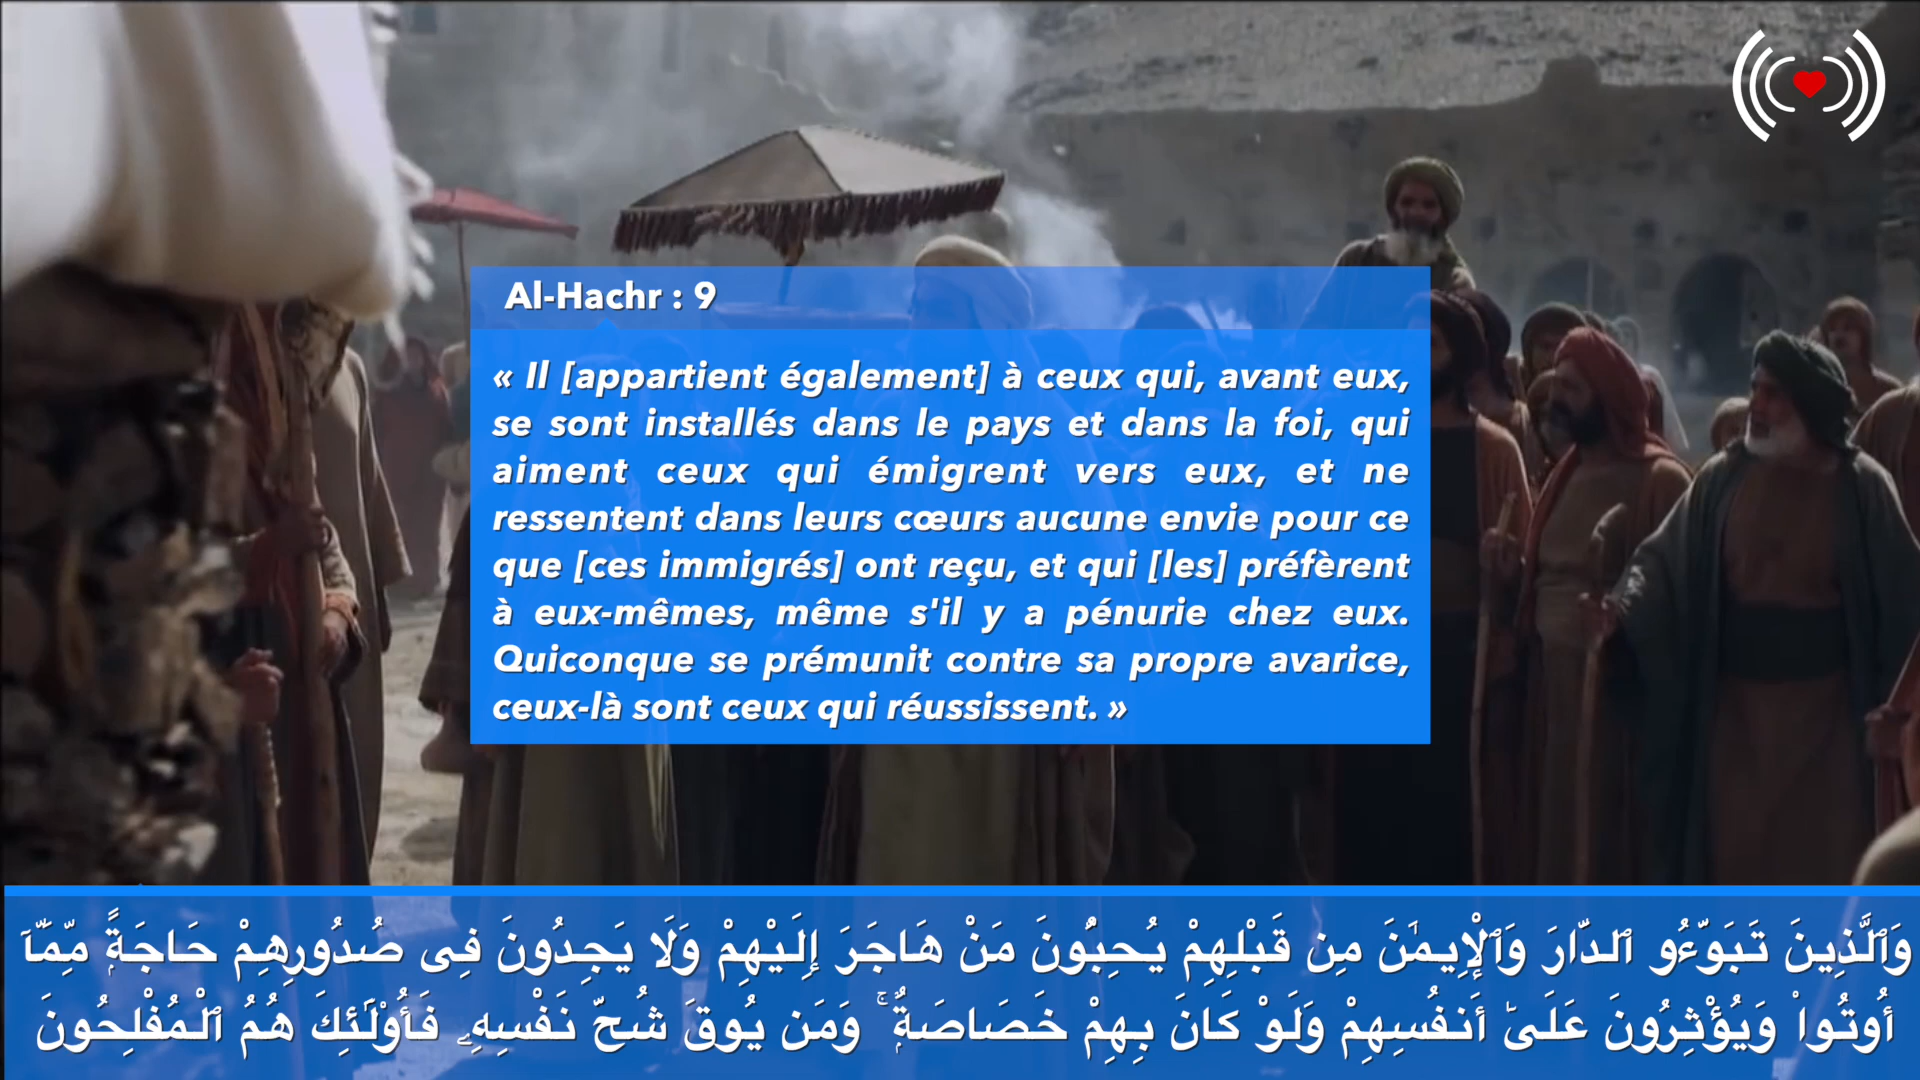 Al-Hachr : 9
« Il [appartient également] à ceux qui, avant eux,
se sont installés dans le pays et dans la foi, qui
aiment ceux qui émigrent vers eux, et ne
ressentent dans leurs cœurs aucune envie pour ce
que [ces immigrés] ont reçu, et qui [les] préfèrent
à eux-mêmes, même s'il y a pénurie chez eux.
Quiconque se prémunit contre sa propre avarice,
ceux-là sont ceux qui réussissent. »
وَٱلَّذِينَ تَبَوَّءُو ٱلدَّارَ وَٱلْإِيمَٰنَ مِن قَبْلِهِمْ يُحِبُّونَ مَنْ هَاجَرَ إِلَيْهِمْ وَلَا يَجِدُونَ فِى صُدُورِهِمْ حَاجَةًۭ مِّمَّآ
أُوتُوا۟ وَيُؤْثِرُونَ عَلَىٰٓ أَنفُسِهِمْ وَلَوْ كَانَ بِهِمْ خَصَاصَةٌۭ ۚ وَمَن يُوقَ شُحَّ نَفْسِهِۦ فَأُو۟لَٰٓئِكَ هُمُ ٱلْمُفْلِحُونَ